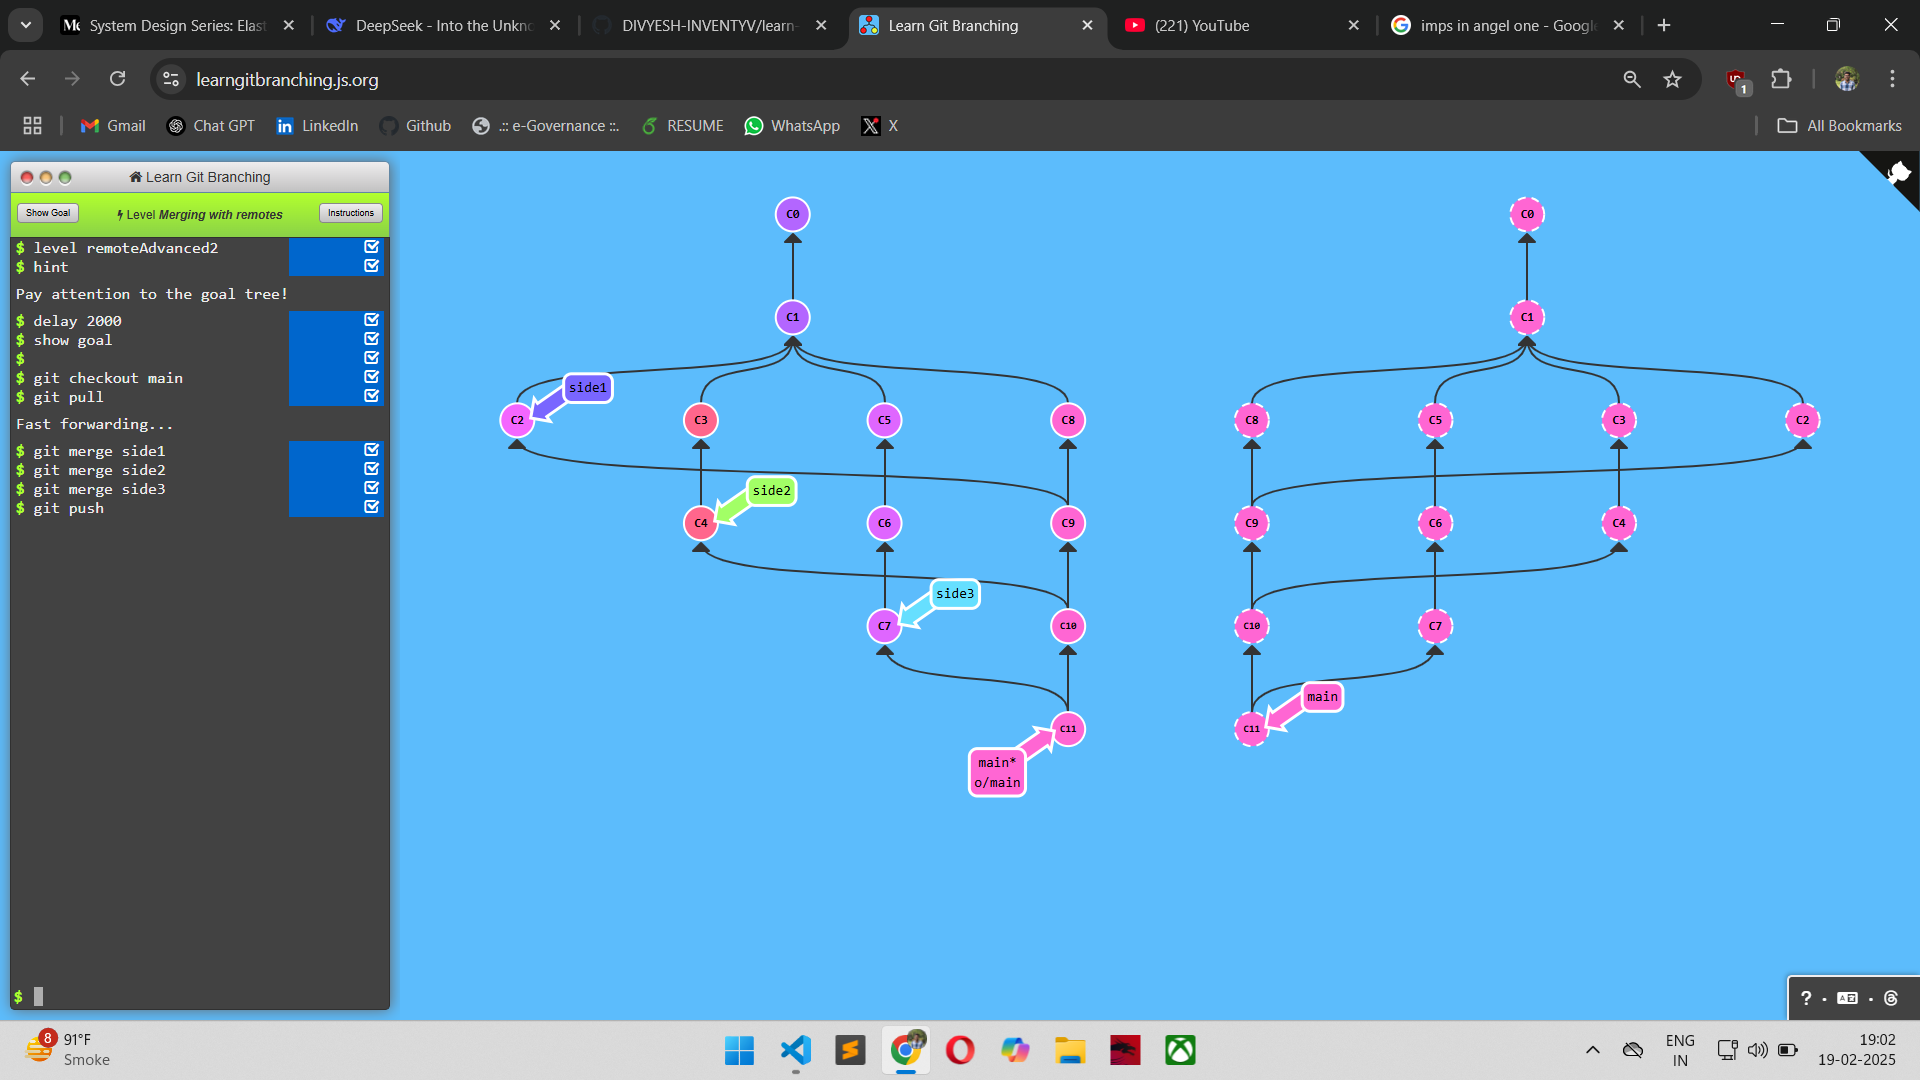 System Design Series: Elast
DeepSeek - Into the Unkno
DIVYESH-INVENTYV/learn-
Learn Git Branching
(221) YouTube
imps in angel one - Google
learngitbranching.js.org
1
Gmail
Chat GPT
LinkedIn
Github
.:: e-Governance ::.
RESUME
WhatsApp
X
All Bookmarks
Learn Git Branching
Show Goal
Level Merging with remotes
Instructions
$ level remoteAdvanced2
$ hint
Pay attention to the goal tree!
$ delay 2000
$ show goal
$
$ git checkout main
$ git pull
Fast forwarding...
$ git merge side1
$ git merge side2
$ git merge side3
$ git push
$
C0
C1
side1
C2
C3
C5
C8
side2
C4
C6
C9
side3
C7
C10
C11
main*
o/main
C0
C1
C8
C5
C3
C2
C9
C6
C4
C10
C7
main
C11
?
8
91°F
Smoke
ENG
IN
19:02
19-02-2025